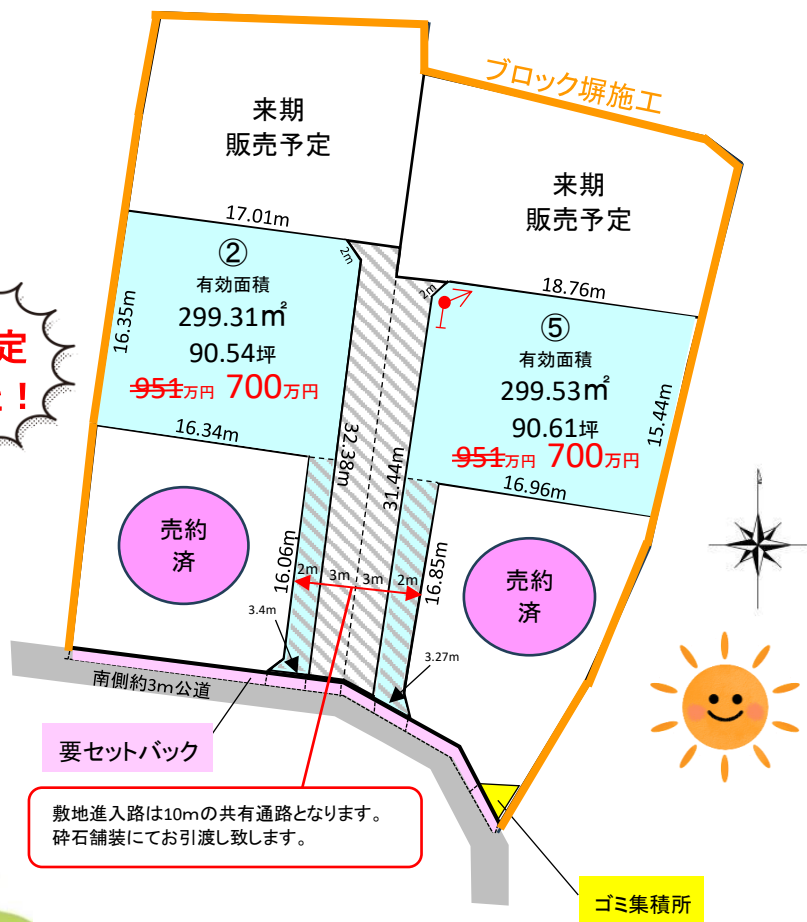 ブロック塀施工
来期
販売予定
来期
販売予定
17.01m
2m
②
有効面積
299.31㎡
90.54坪
951万円 700万円
16.35m
16.34m
32.38m
2m
18.76m
⑤
有効面積
299.53㎡
90.61坪
951万円 700万円
15.44m
16.96m
31.44m
定
!
売約
済
16.06m
2m
3m
3m
2m
16.85m
売約
済
3.4m
3.27m
南側約3m公道
要セットバック
敷地進入路は10mの共有通路となります。
砕石舗装にてお引渡し致します。
ゴミ集積所